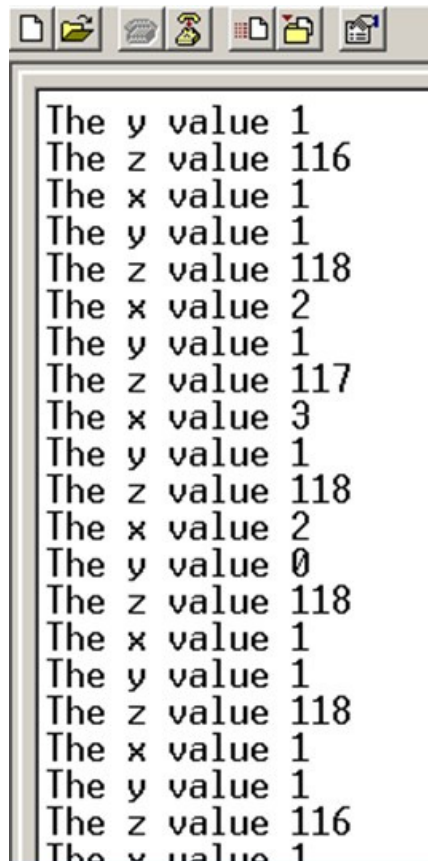 The y value 1
The z value 116
The x value 1
The y value 1
The z value 118
The x value 2
The y value 1
The z value 117
The x value 3
The y value 1
The z value 118
The x value 2
The y value 0
The z value 118
The x value 1
The y value 1
The z value 118
The x value 1
The y value 1
The z value 116
The x value 1